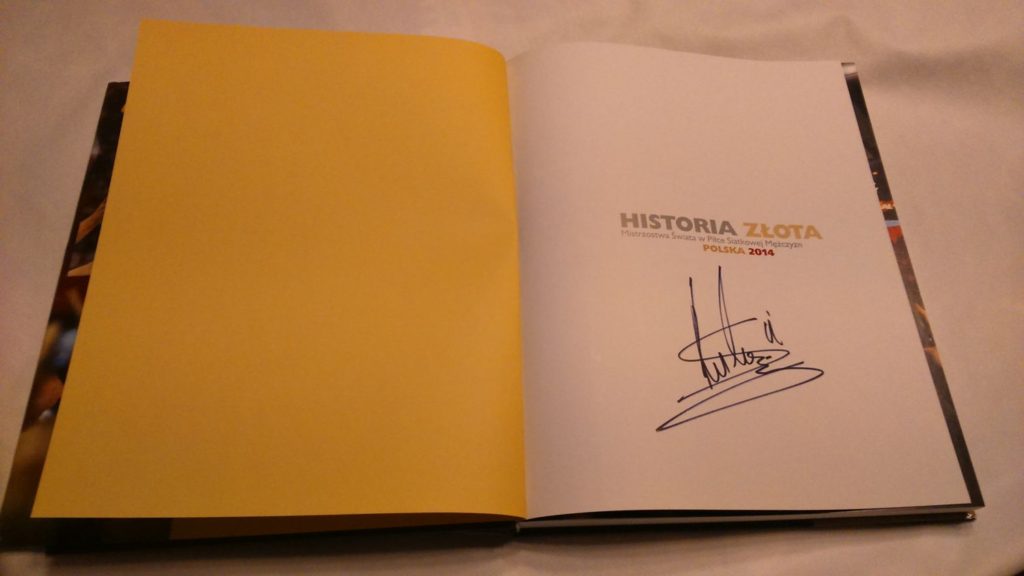 HISTORIA ZŁOTA
Mistrzostwa Świata w Piłce Siatkowej Mężczyzn
POLSKA 2014